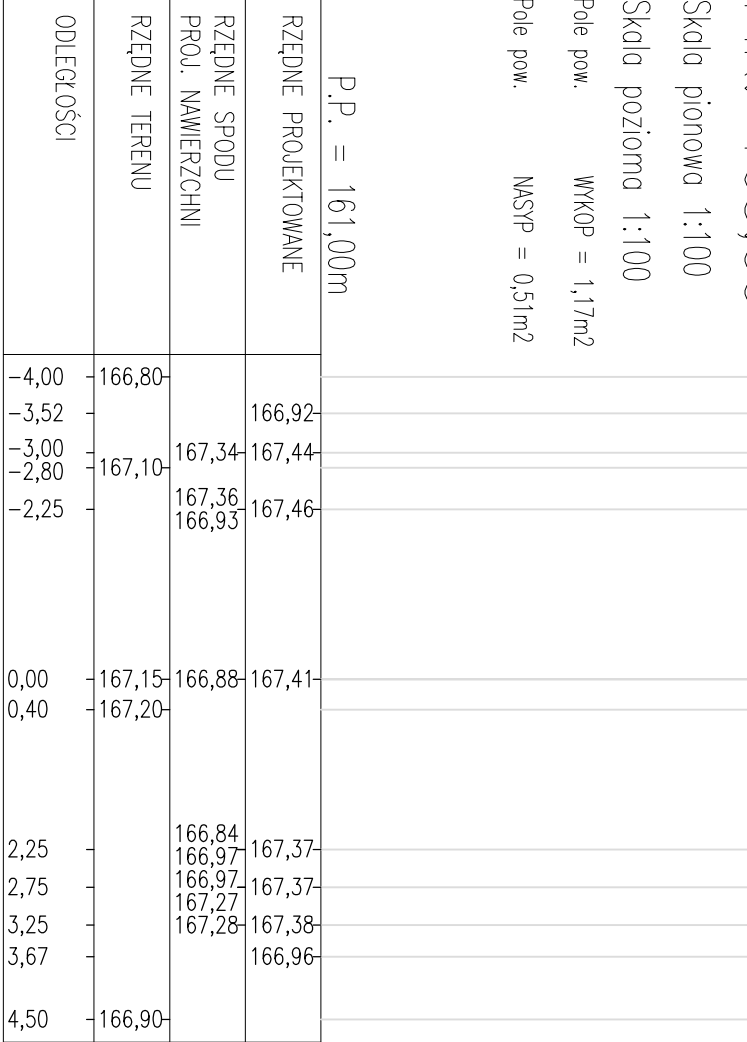 Skala pionowa 1:100
Skala pozioma 1:100
Pole pow. WYKOP = 1,17m2
Pole pow. NASYP = 0,51m2
P.P. = 161,00m
RZĘDNE PROJEKTOWANE
RZĘDNE SPODU
PROJ. NAWIERZCHNI
RZĘDNE TERENU
ODLEGŁOŚCI
-4,00 166,80
-3,52 166,92
-3,00 167,34 167,44
-2,80 167,10
167,36
-2,25 167,46
166,93
0,00 167,15 166,88 167,41
0,40 167,20
166,84
2,25 167,37
166,97
166,97
2,75 167,37
167,27
3,25 167,28 167,38
3,67 166,96
4,50 166,90